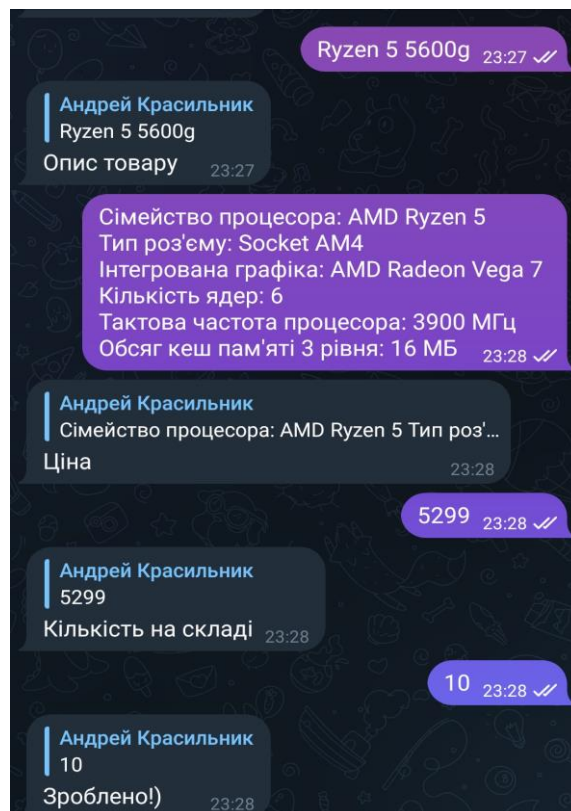 Ryzen 5 5600g 23:27
Андрей Красильник
Ryzen 5 5600g
Опис товару 23:27
Сімейство процесора: AMD Ryzen 5
Тип роз'єму: Socket AM4
Інтегрована графіка: AMD Radeon Vega 7
Кількість ядер: 6
Тактова частота процесора: 3900 МГц
Обсяг кеш пам'яті 3 рівня: 16 МБ 23:28
Андрей Красильник
Сімейство процесора: AMD Ryzen 5 Тип роз'...
Ціна 23:28
5299 23:28
Андрей Красильник
5299
Кількість на складі 23:28
10 23:28
Андрей Красильник
10
Зроблено!) 23:28